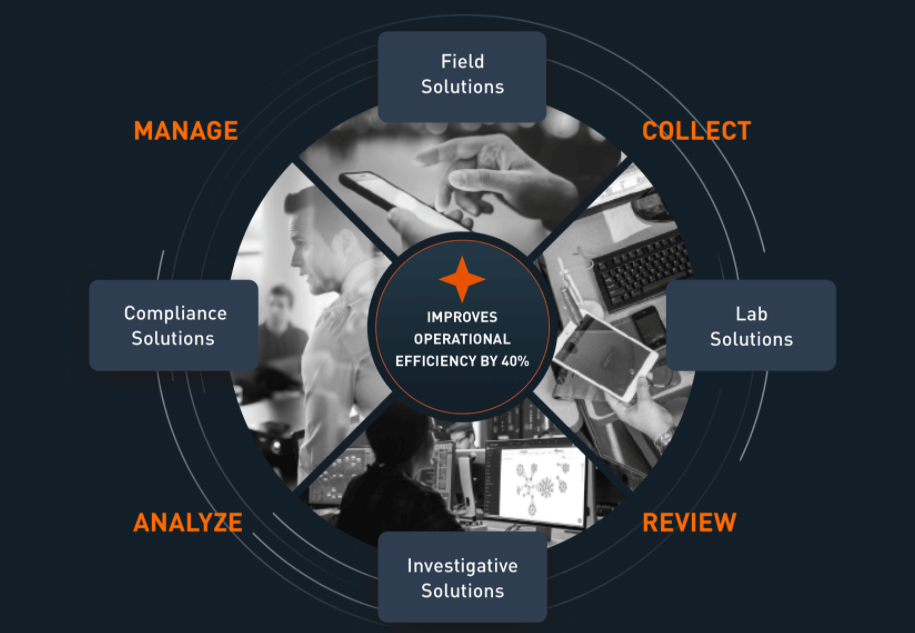 Field
Solutions
MANAGE
COLLECT
IMPROVES
OPERATIONAL
EFFICIENCY BY 40%
Compliance
Solutions
Lab
Solutions
ANALYZE
REVIEW
Investigative
Solutions